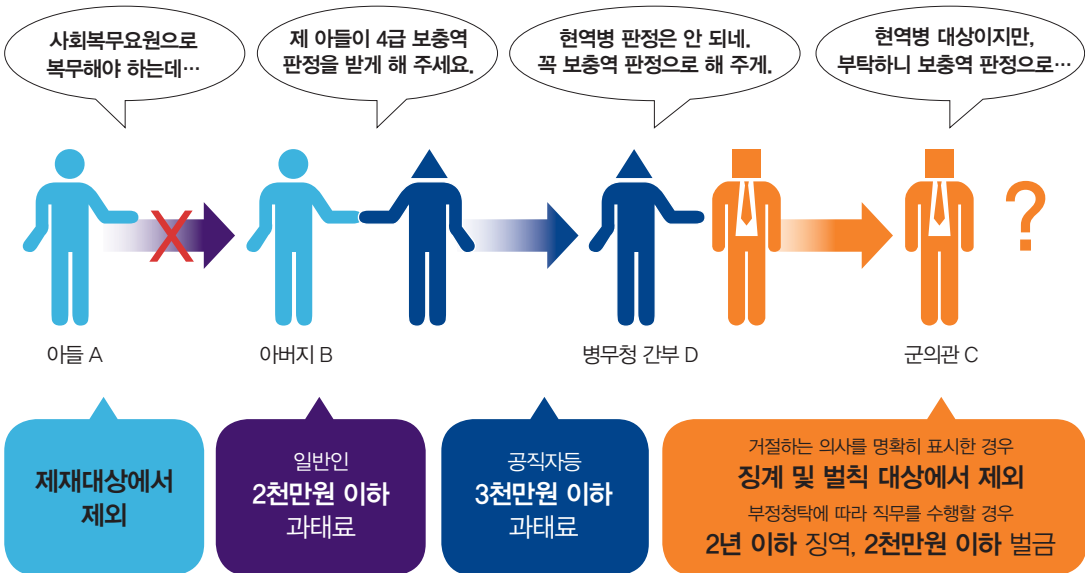 사회복무요원으로
복무해야 하는데…
제 아들이 4급 보충역
판정을 받게 해 주세요.
현역병 판정은 안 되네.
꼭 보충역 판정으로 해 주게.
현역병 대상이지만,
부탁하니 보충역 판정으로…
X
?
아들 A
아버지 B
병무청 간부 D
군의관 C
제재대상에서
제외
일반인
2천만원 이하
과태료
공직자등
3천만원 이하
과태료
거절하는 의사를 명확히 표시한 경우
징계 및 벌칙 대상에서 제외
부정청탁에 따라 직무를 수행할 경우
2년 이하 징역, 2천만원 이하 벌금